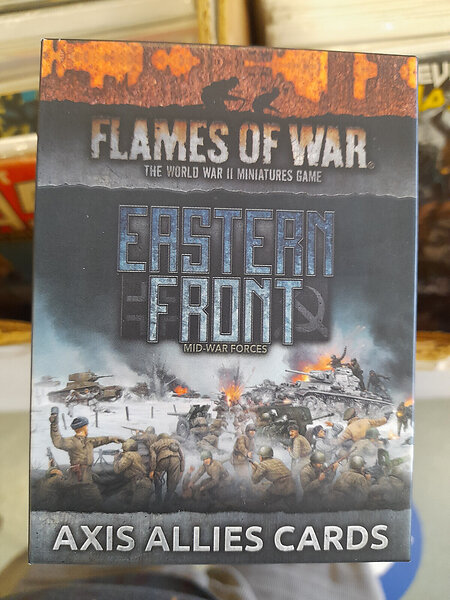 FLAMES OF WAR
THE WORLD WAR II MINIATURES GAME
EASTERN
FRONT
MID-WAR FORCES
AXIS ALLIES CARDS